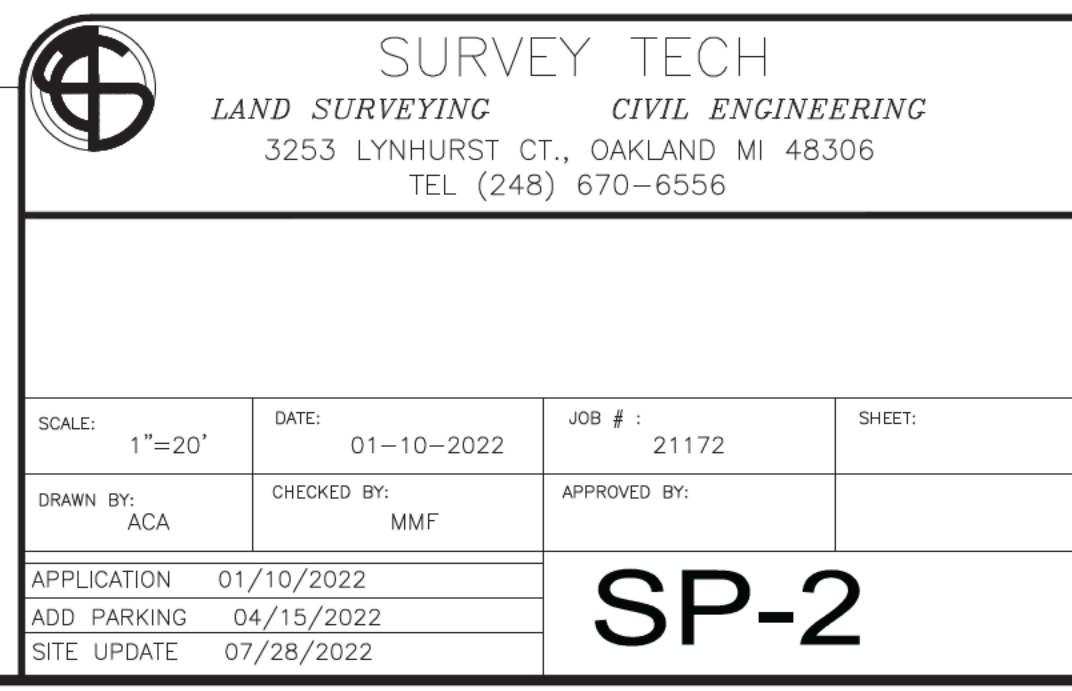 SURVEY TECH
LAND SURVEYING CIVIL ENGINEERING
3253 LYNHURST CT., OAKLAND MI 48306
TEL (248) 670-6556
SCALE: DATE: JOB # : SHEET:
1"=20' 01-10-2022 21172
DRAWN BY: CHECKED BY: APPROVED BY:
ACA MMF
APPLICATION 01/10/2022
ADD PARKING 04/15/2022
SITE UPDATE 07/28/2022
SP-2